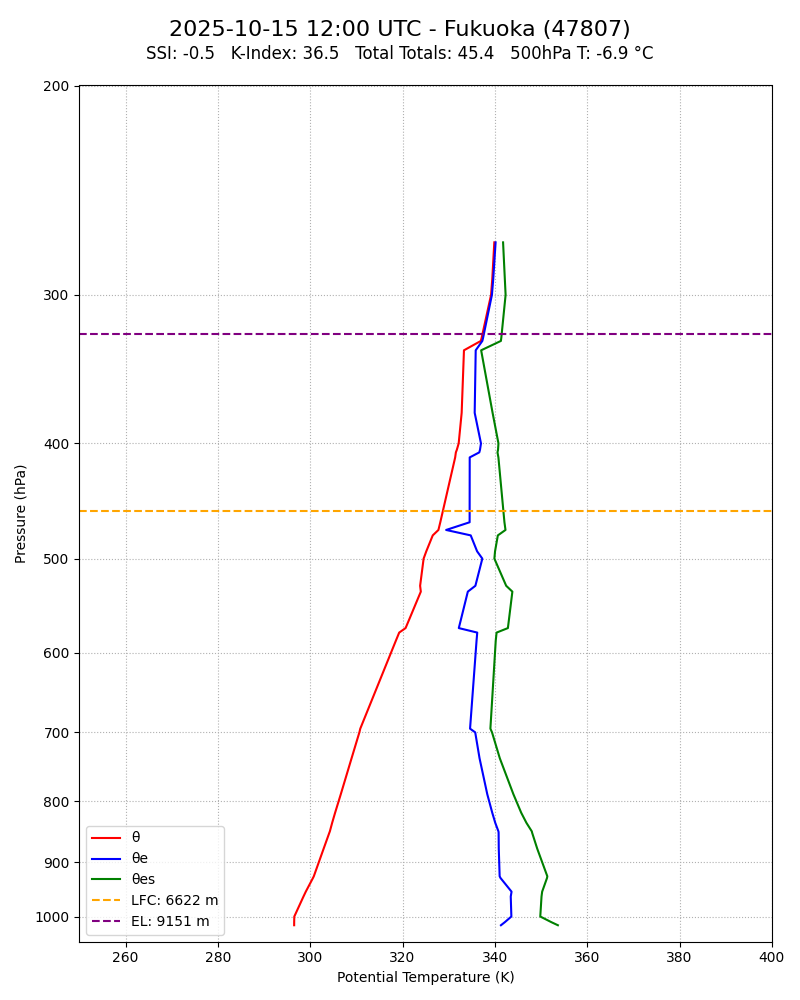 2025-10-15 12:00 UTC - Fukuoka (47807)
SSI: -0.5 K-Index: 36.5 Total Totals: 45.4 500hPa T: -6.9 °C
200
300
400
500
600
700
800
900
1000
Pressure (hPa)
θ
θe
θes
LFC: 6622 m
EL: 9151 m
260 280 300 320 340 360 380 400
Potential Temperature (K)